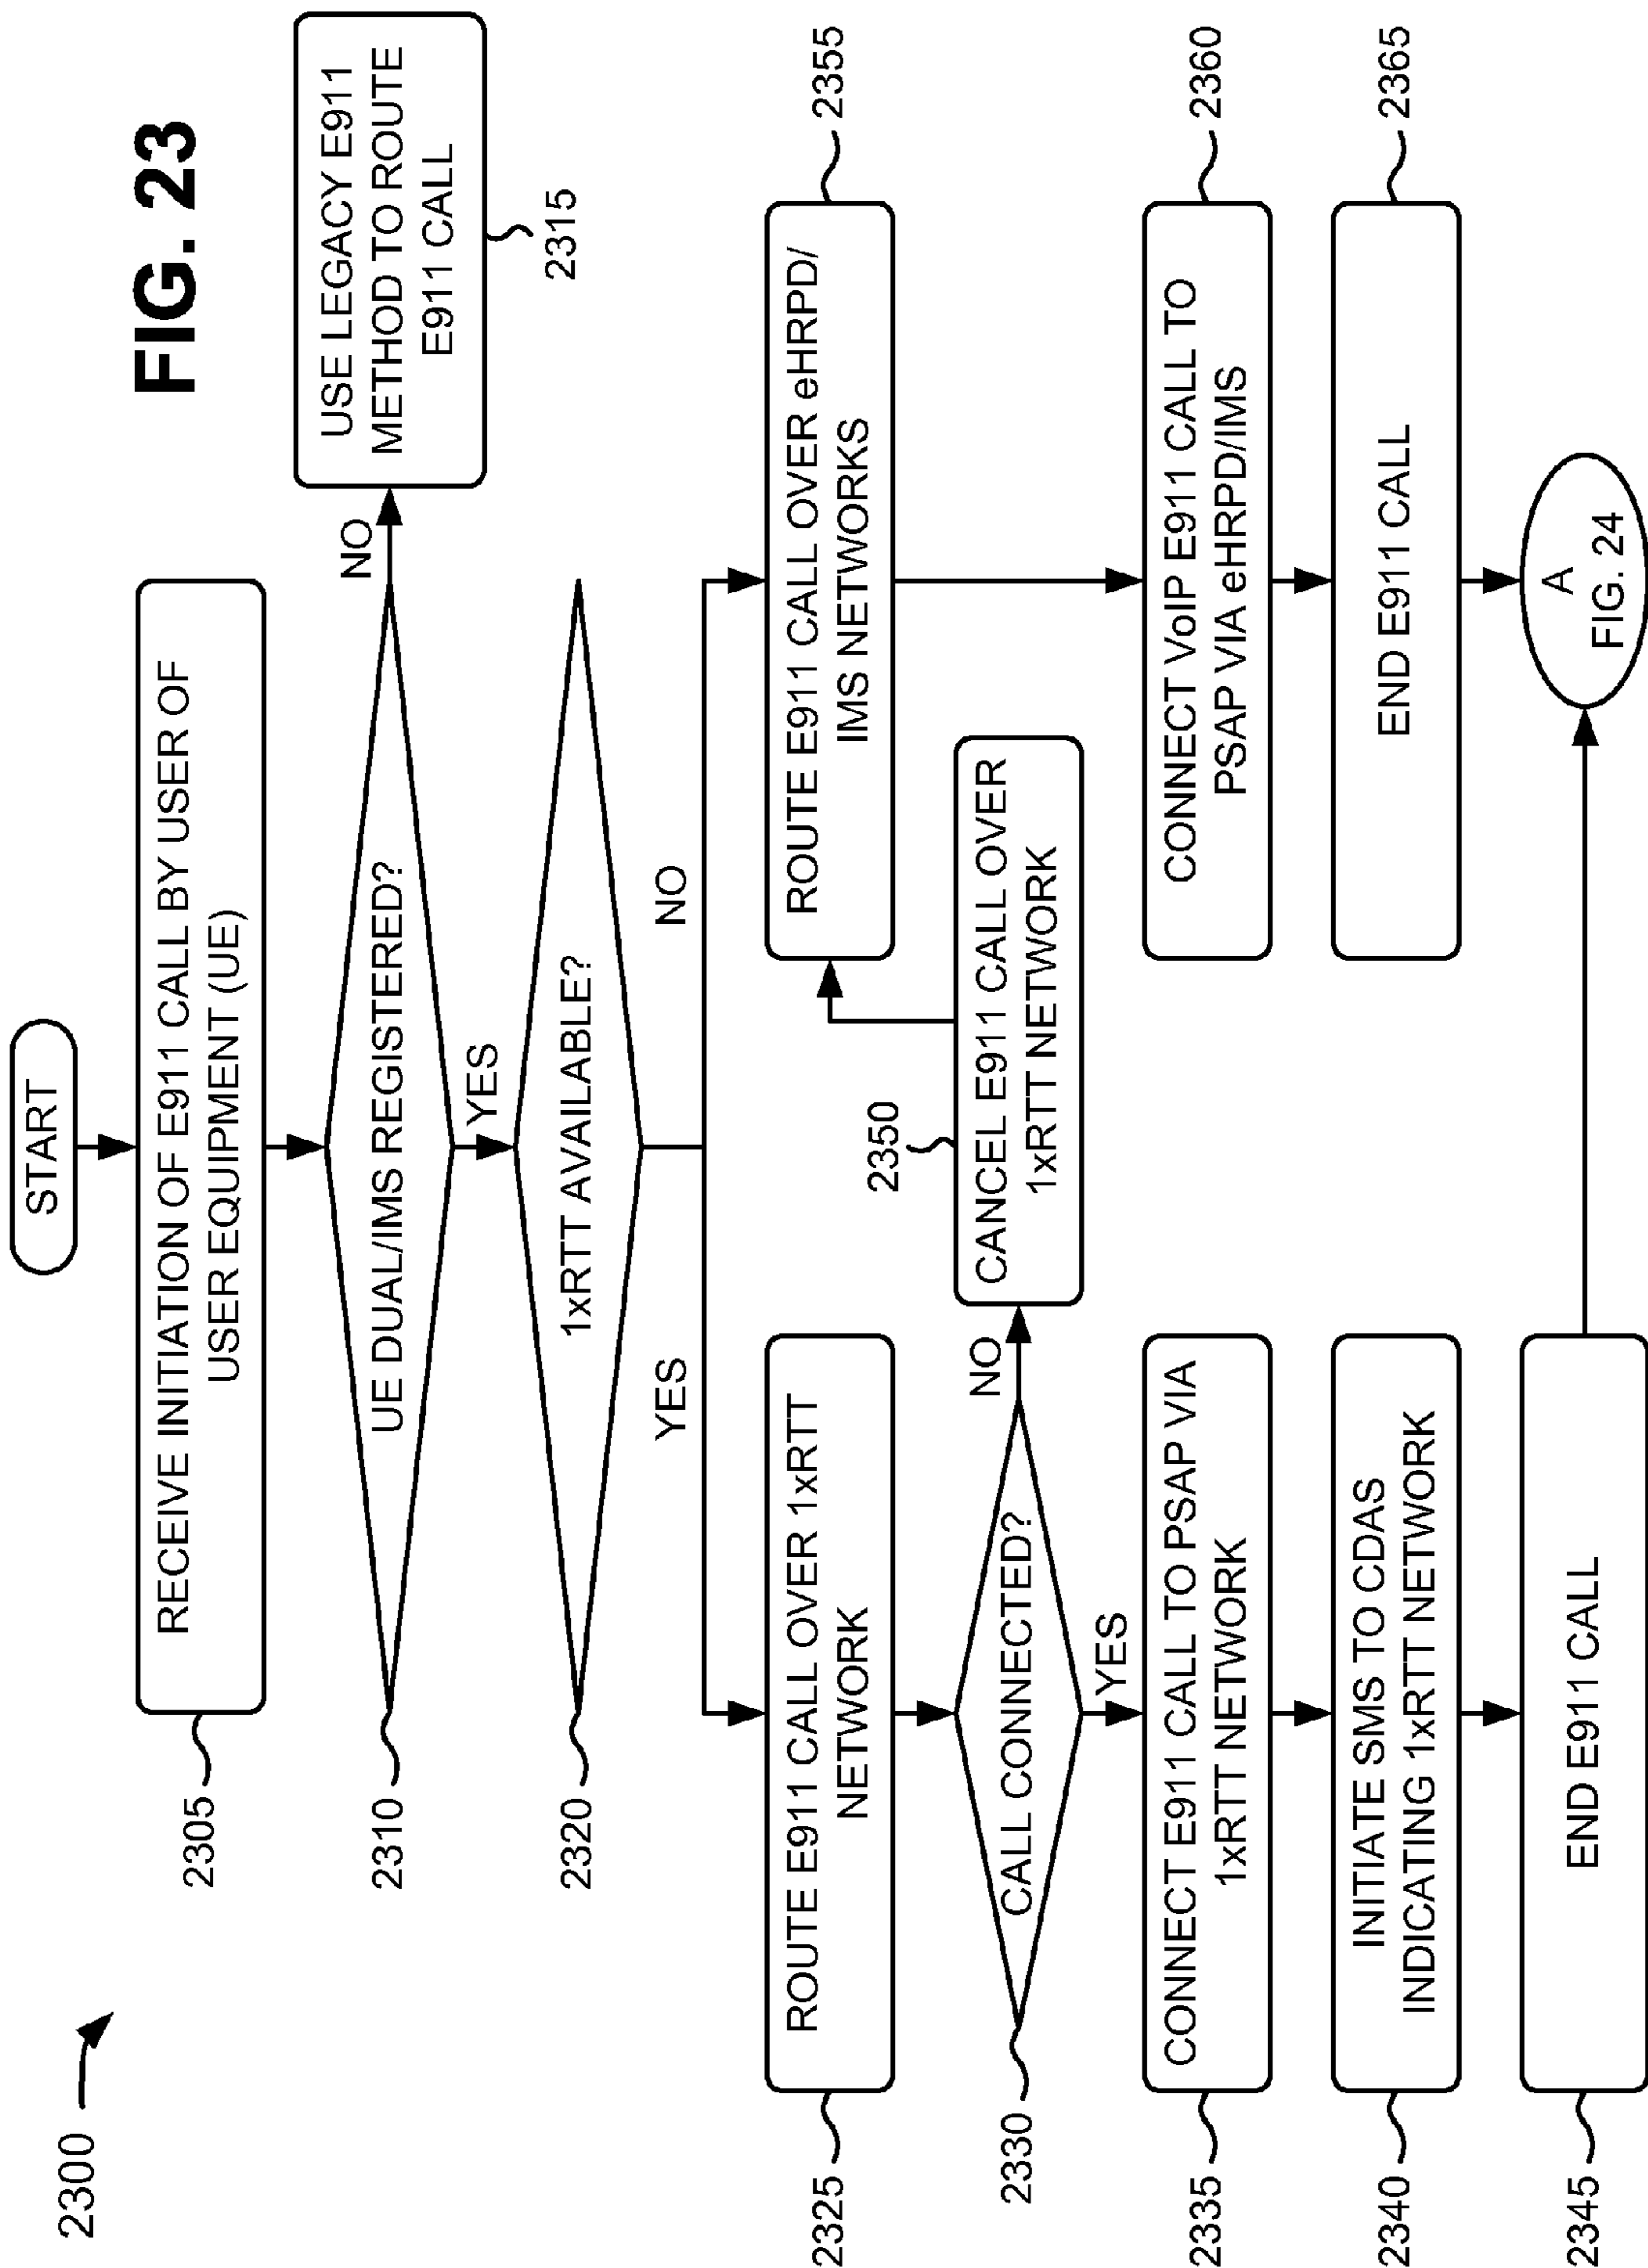 FIG. 23
2300
START
RECEIVE INITIATION OF E911 CALL BY USER OF
USER EQUIPMENT (UE)
2305
UE DUAL/IMS REGISTERED?
2310
NO
USE LEGACY E911
METHOD TO ROUTE
E911 CALL
2315
YES
1xRTT AVAILABLE?
2320
YES
NO
ROUTE E911 CALL OVER 1xRTT
NETWORK
2325
ROUTE E911 CALL OVER eHRPD/
IMS NETWORKS
2355
CALL CONNECTED?
2330
NO
2350
CANCEL E911 CALL OVER
1xRTT NETWORK
YES
CONNECT E911 CALL TO PSAP VIA
1xRTT NETWORK
2335
CONNECT VoIP E911 CALL TO
PSAP VIA eHRPD/IMS
2360
INITIATE SMS TO CDAS
INDICATING 1xRTT NETWORK
2340
END E911 CALL
2365
END E911 CALL
2345
A
FIG. 24